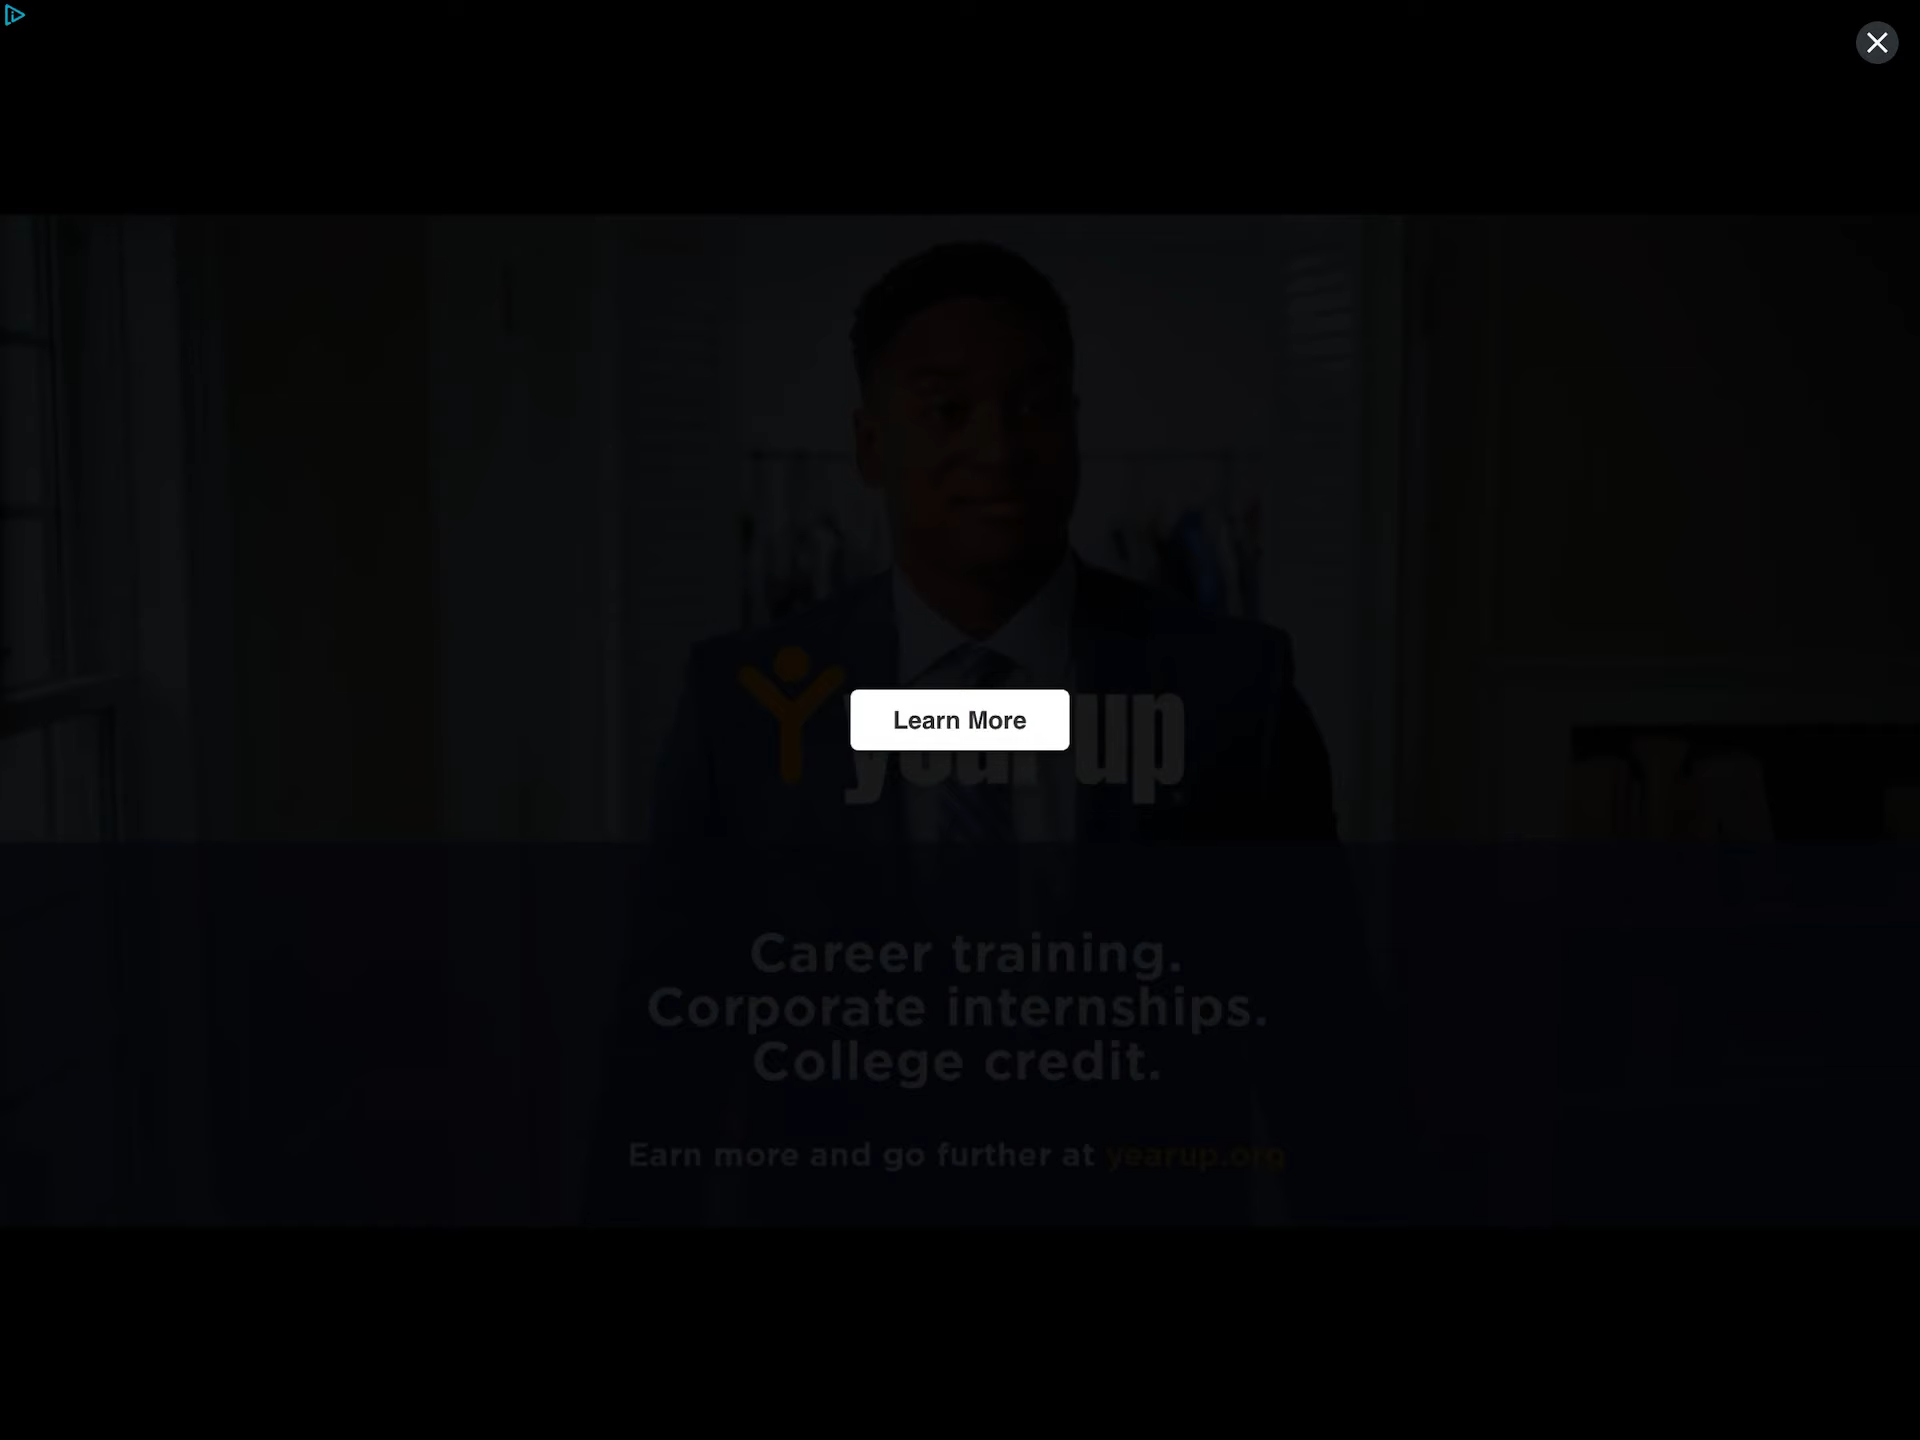 Learn More
year up
Career training.
Corporate internships.
College credit.
Earn more and go further at yearup.org